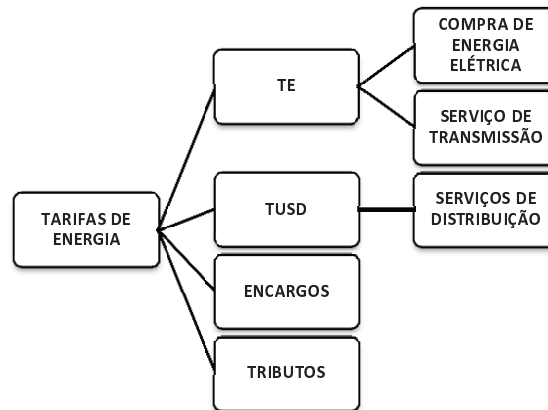 COMPRA DE
ENERGIA
ELÉTRICA
TE
SERVIÇO DE
TRANSMISSÃO
TARIFAS DE
ENERGIA
TUSD
SERVIÇOS DE
DISTRIBUIÇÃO
ENCARGOS
TRIBUTOS